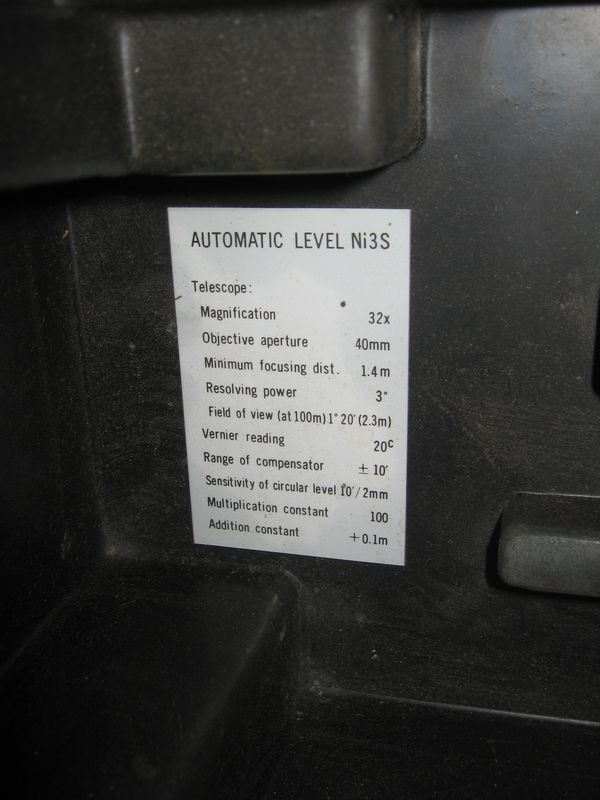 AUTOMATIC LEVEL Ni3S
Telescope:
Magnification 32x
Objective aperture 40mm
Minimum focusing dist. 1.4m
Resolving power 3"
Field of view (at 100m) 1° 20' (2.3m)
Vernier reading 20c
Range of compensator ± 10'
Sensitivity of circular level 10'/2mm
Multiplication constant 100
Addition constant +0.1m